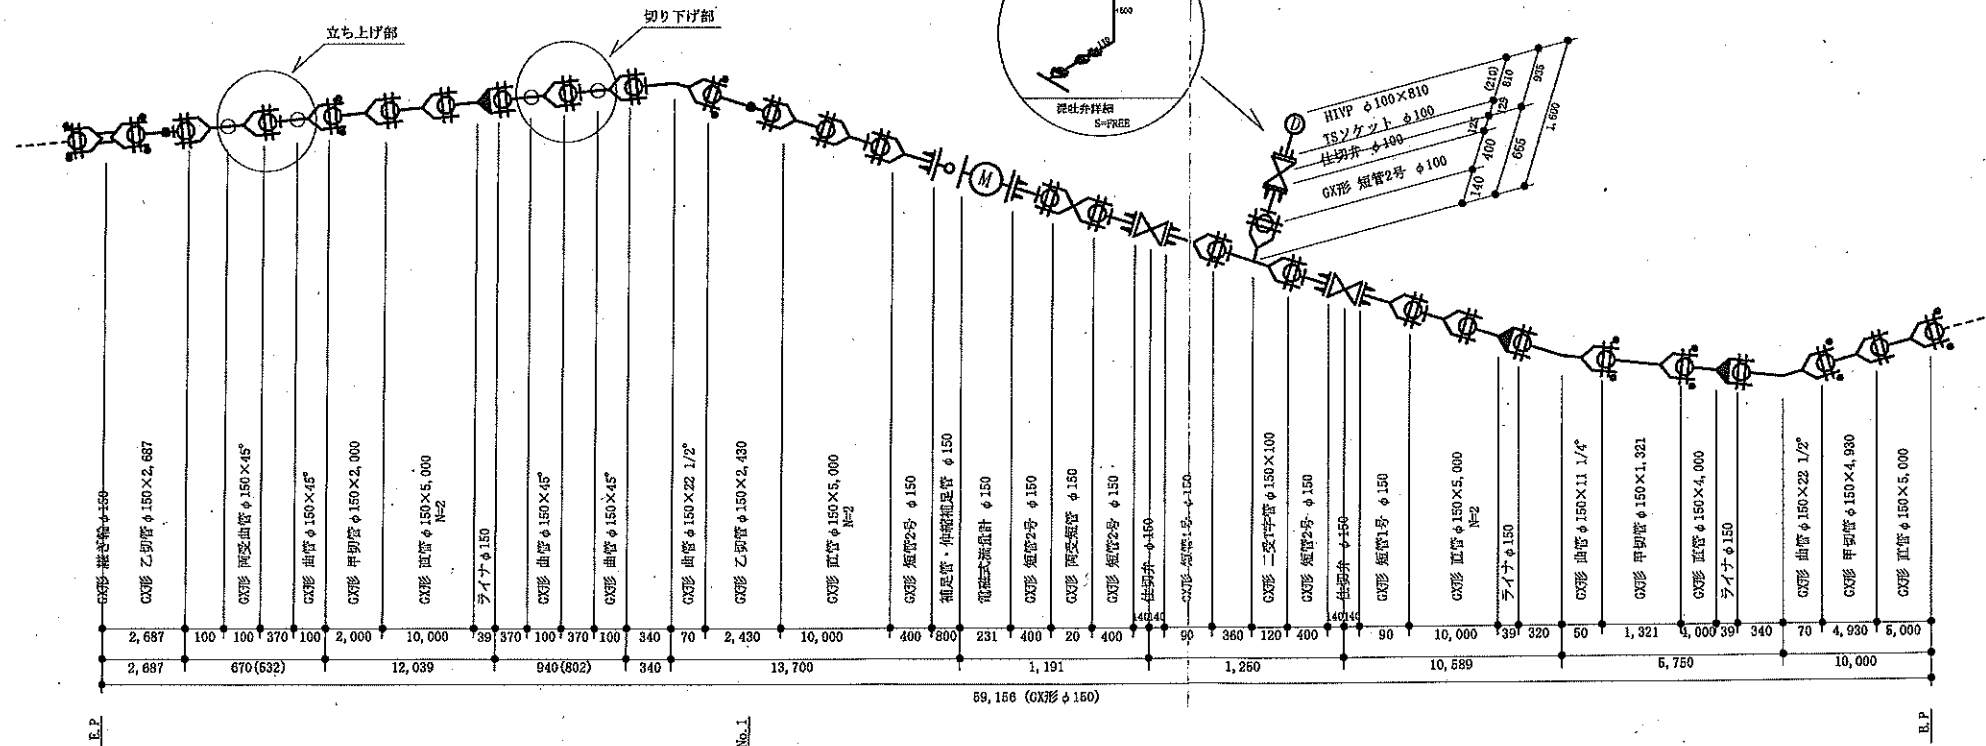 立ち上げ部
切り下げ部
泥吐弁詳細
S=FREE
HIVP φ100×810
TSソケット φ100
仕切弁 φ100
GX形 短管2号 φ100
(210)
810
123
123
400
140
935
665
1,600
M
D
GX形 継ぎ輪 φ150
GX形 乙切管 φ150×2,687
GX形 両受曲管 φ150×45°
GX形 曲管 φ150×45°
GX形 甲切管 φ150×2,000
GX形 直管 φ150×5,000
N=2
ライナ φ150
GX形 曲管 φ150×45°
GX形 曲管 φ150×45°
GX形 曲管 φ150×22 1/2°
GX形 乙切管 φ150×2,430
GX形 直管 φ150×5,000
N=2
GX形 短管2号 φ150
補足管・伸縮補足管 φ150
電磁式流量計 φ150
GX形 短管2号 φ150
GX形 両受短管 φ150
GX形 短管2号 φ150
仕切弁 φ150
GX形 短管1号 φ150
GX形 二受T字管 φ150×100
GX形 短管2号 φ150
仕切弁 φ150
GX形 短管1号 φ150
GX形 直管 φ150×5,000
N=2
ライナ φ150
GX形 曲管 φ150×11 1/4°
GX形 甲切管 φ150×1,321
GX形 直管 φ150×4,000
ライナ φ150
GX形 曲管 φ150×22 1/2°
GX形 甲切管 φ150×4,930
GX形 直管 φ150×5,000
2,687 100 100 370 100 2,000 10,000 39 370 100 370 100 340 70 2,430 10,000 400 800 231 400 20 400 140 140 90 360 120 400 140 140 90 10,000 39 320 50 1,321 4,000 39 340 70 4,930 5,000
2,687 670(532) 12,039 940(802) 340 13,700 1,191 1,250 10,589 5,750 10,000
59,156 (GX形 φ150)
E.P
No.1
B.P